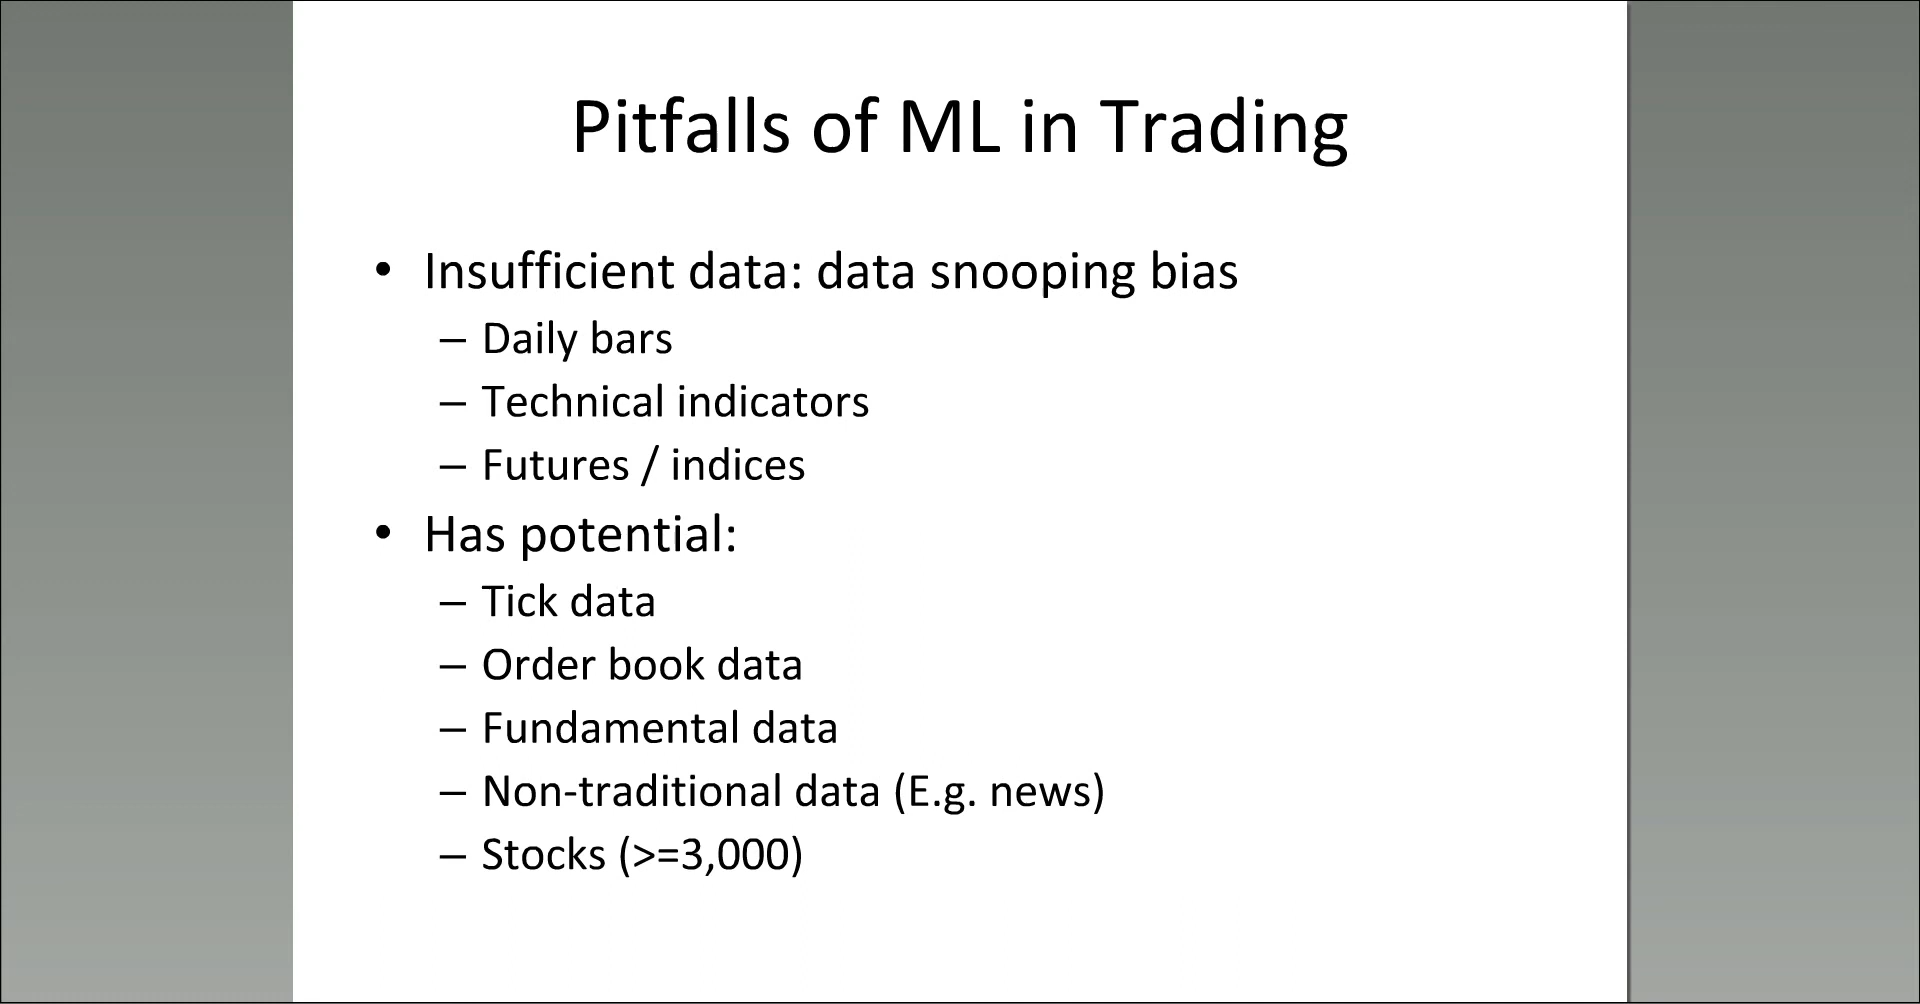 Pitfalls of ML in Trading
• Insufficient data: data snooping bias
– Daily bars
– Technical indicators
– Futures / indices
• Has potential:
– Tick data
– Order book data
– Fundamental data
– Non-traditional data (E.g. news)
– Stocks (>=3,000)